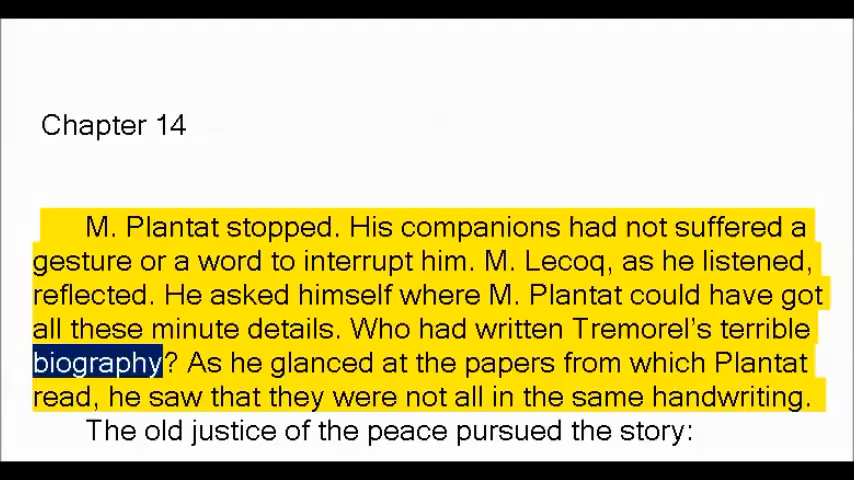 Chapter 14
M. Plantat stopped. His companions had not suffered a
gesture or a word to interrupt him. M. Lecoq, as he listened,
reflected. He asked himself where M. Plantat could have got
all these minute details. Who had written Tremorel’s terrible
biography? As he glanced at the papers from which Plantat
read, he saw that they were not all in the same handwriting.
The old justice of the peace pursued the story: